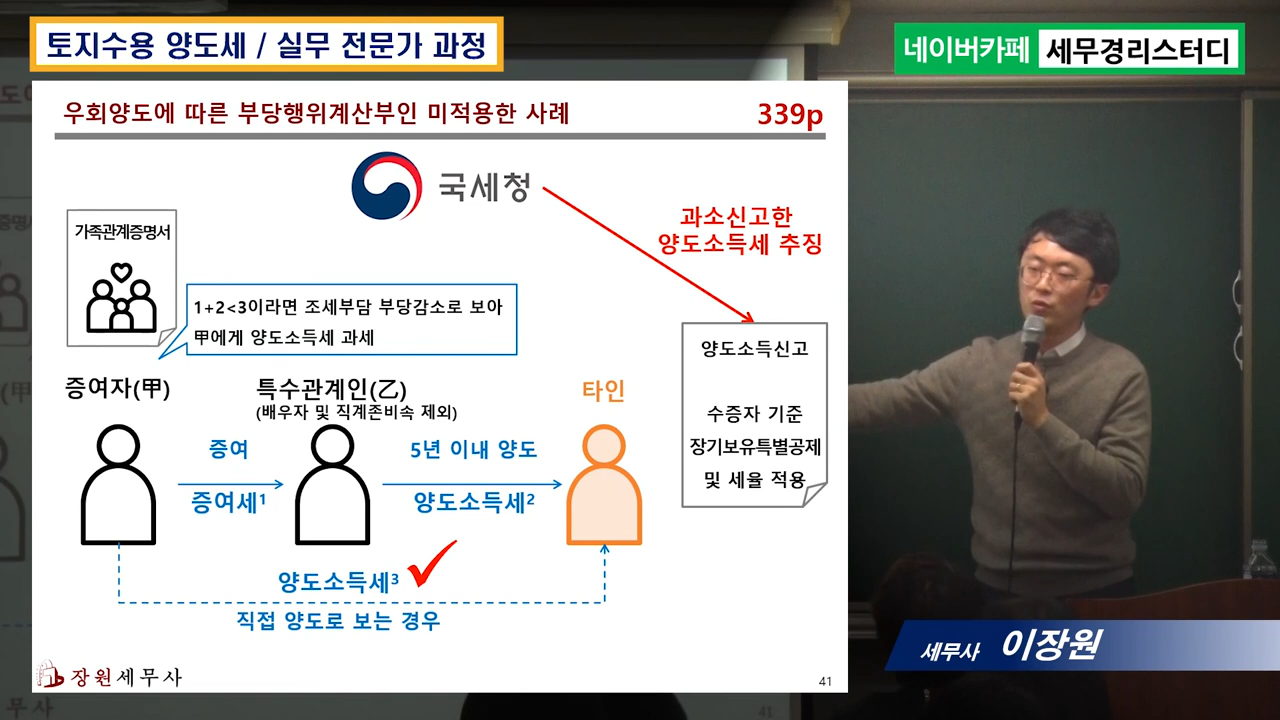 토지수용 양도세 / 실무 전문가 과정
네이버카페 세무경리스터디
우회양도에 따른 부당행위계산부인 미적용한 사례
339p
국세청
과소신고한
양도소득세 추징
가족관계증명서
1+2<3이라면 조세부담 부당감소로 보아
甲에게 양도소득세 과세
양도소득신고
수증자 기준
장기보유특별공제
및 세율 적용
증여자(甲)
특수관계인(乙)
(배우자 및 직계존비속 제외)
타인
증여
5년 이내 양도
증여세¹
양도소득세²
양도소득세³
직접 양도로 보는 경우
장원세무사
41
세무사 이장원
무사
41